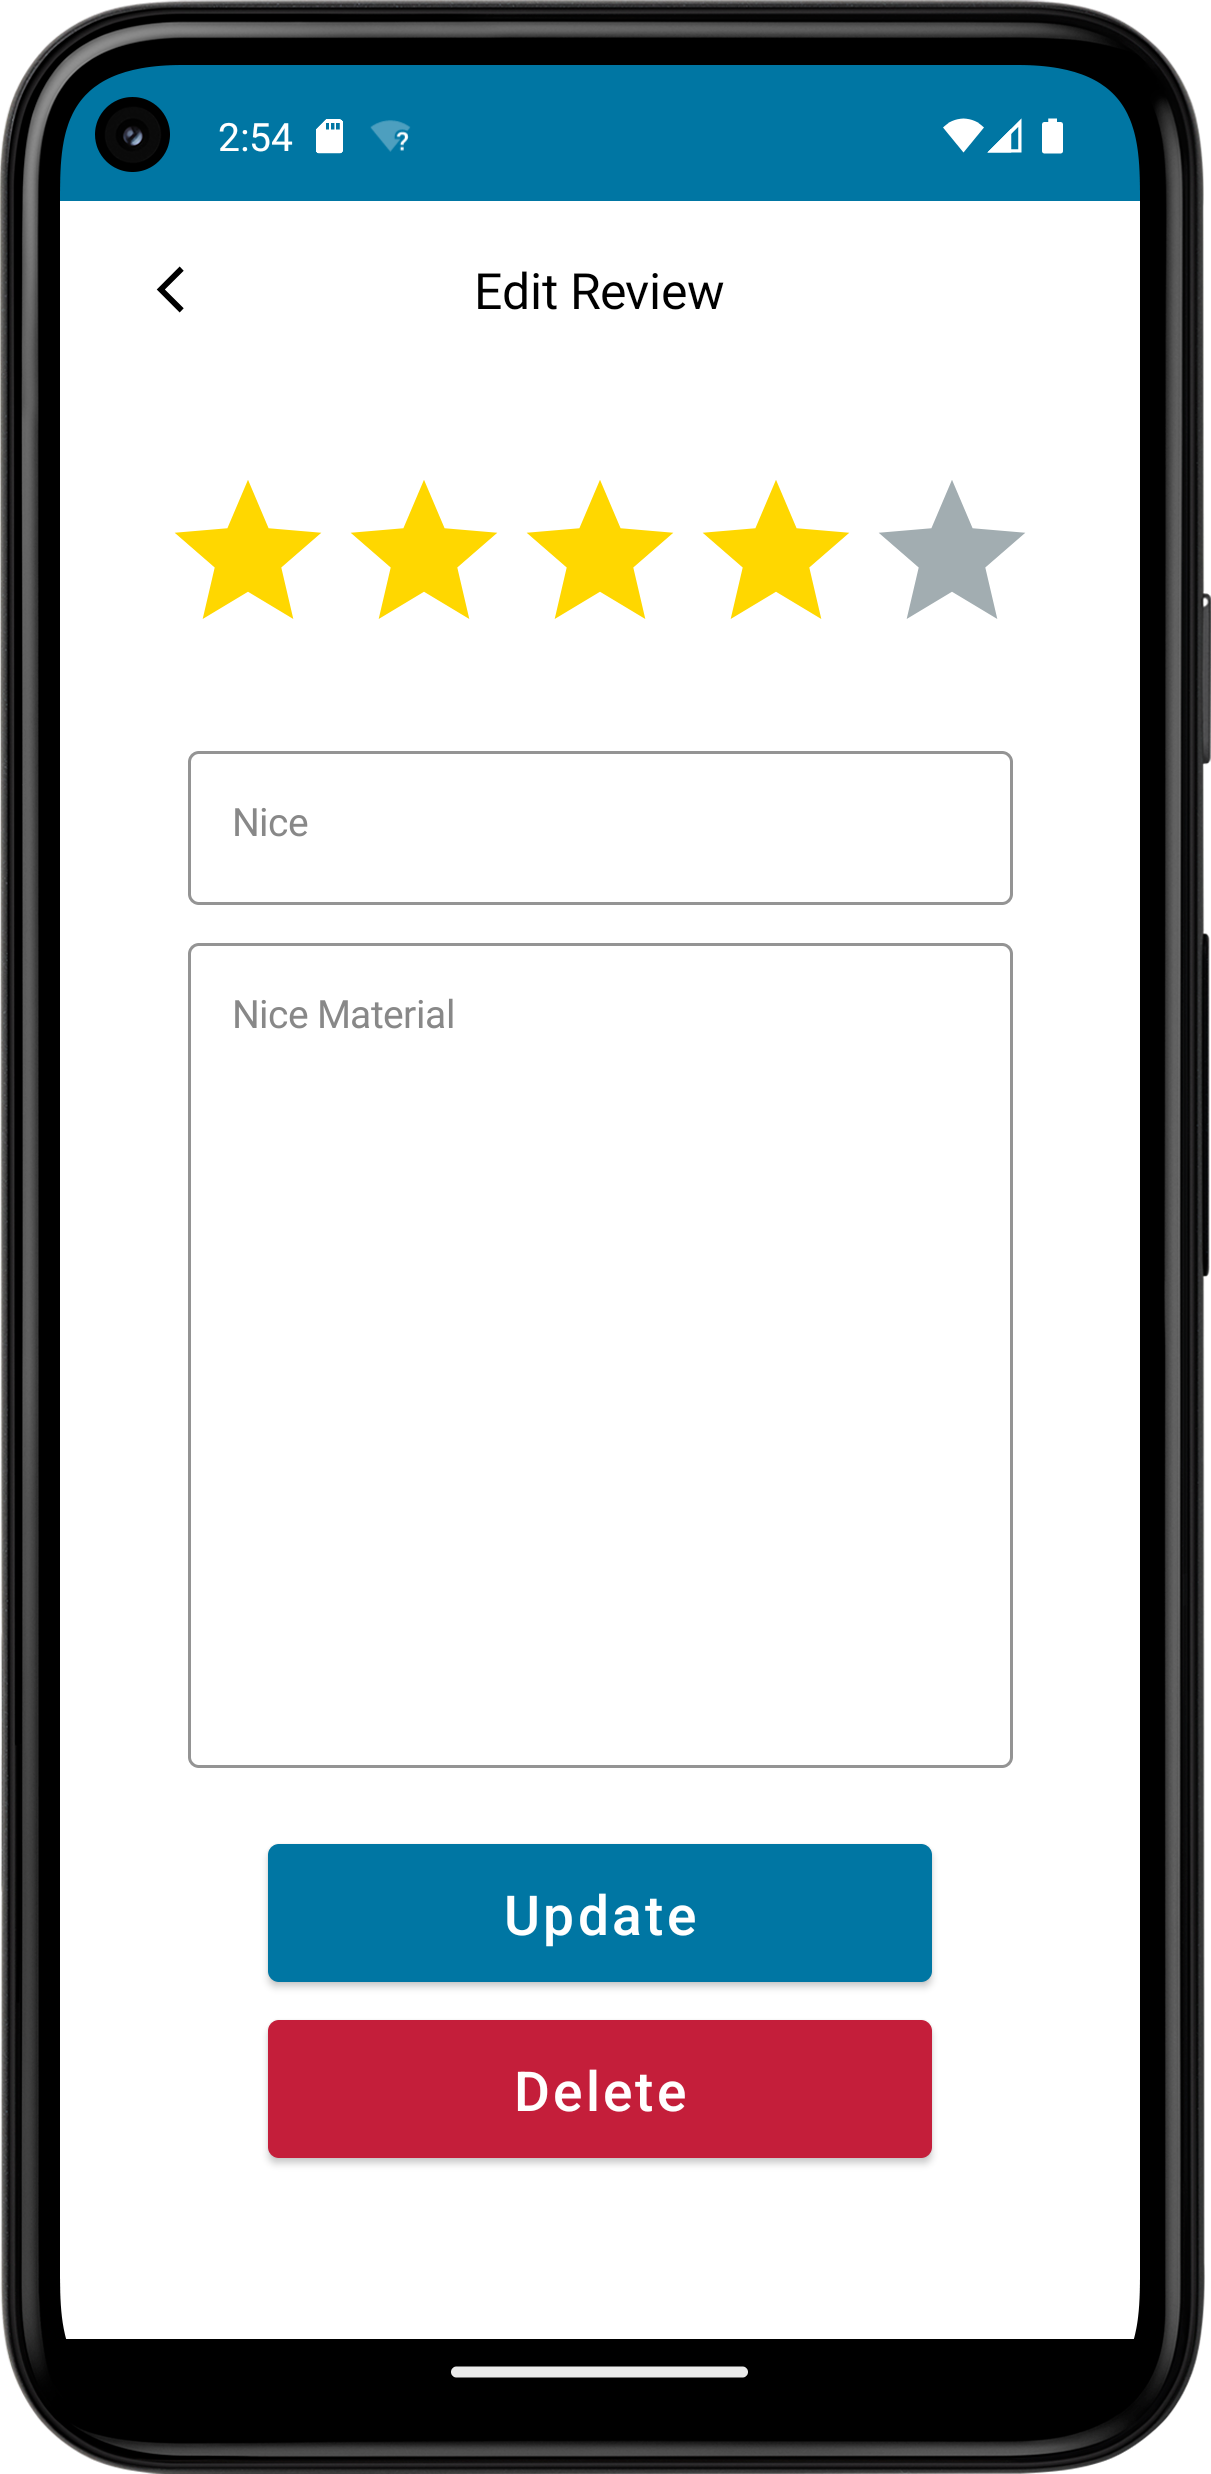 2:54
Edit Review
Nice
Nice Material
Update
Delete